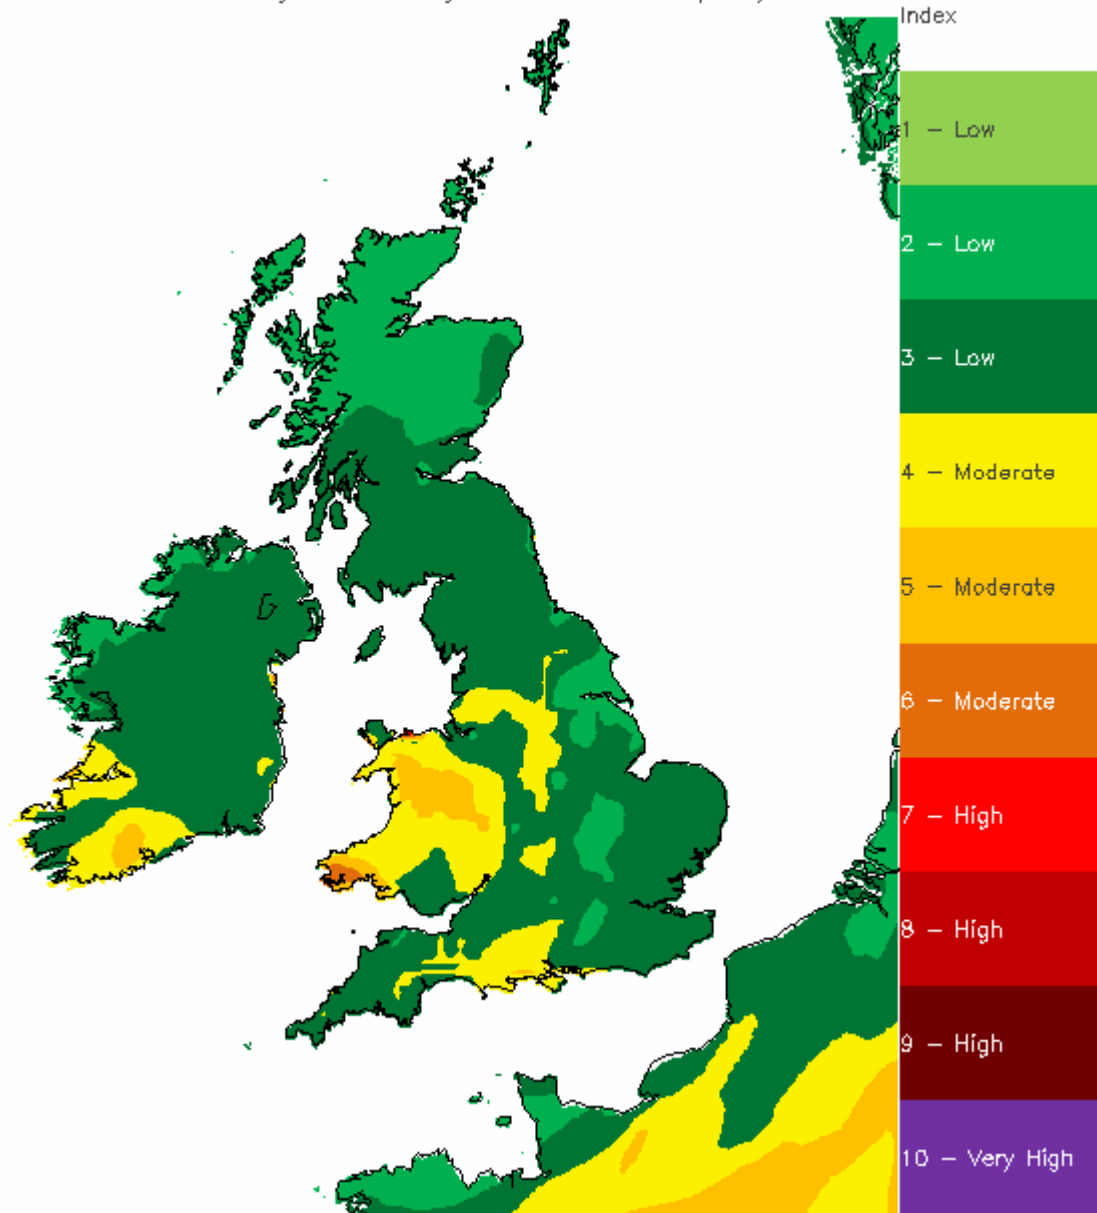 Index
1 – Low
2 – Low
3 – Low
4 – Moderate
5 – Moderate
6 – Moderate
7 – High
8 – High
9 – High
10 – Very High